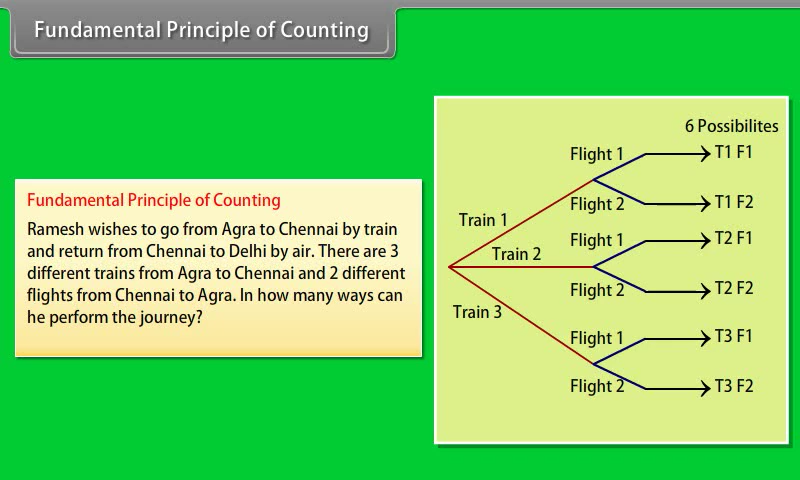 Fundamental Principle of Counting
Fundamental Principle of Counting
Ramesh wishes to go from Agra to Chennai by train
and return from Chennai to Delhi by air. There are 3
different trains from Agra to Chennai and 2 different
flights from Chennai to Agra. In how many ways can
he perform the journey?
6 Possibilites
Flight 1
T1 F1
Flight 2
T1 F2
Train 1
Flight 1
T2 F1
Train 2
Flight 2
T2 F2
Train 3
Flight 1
T3 F1
Flight 2
T3 F2